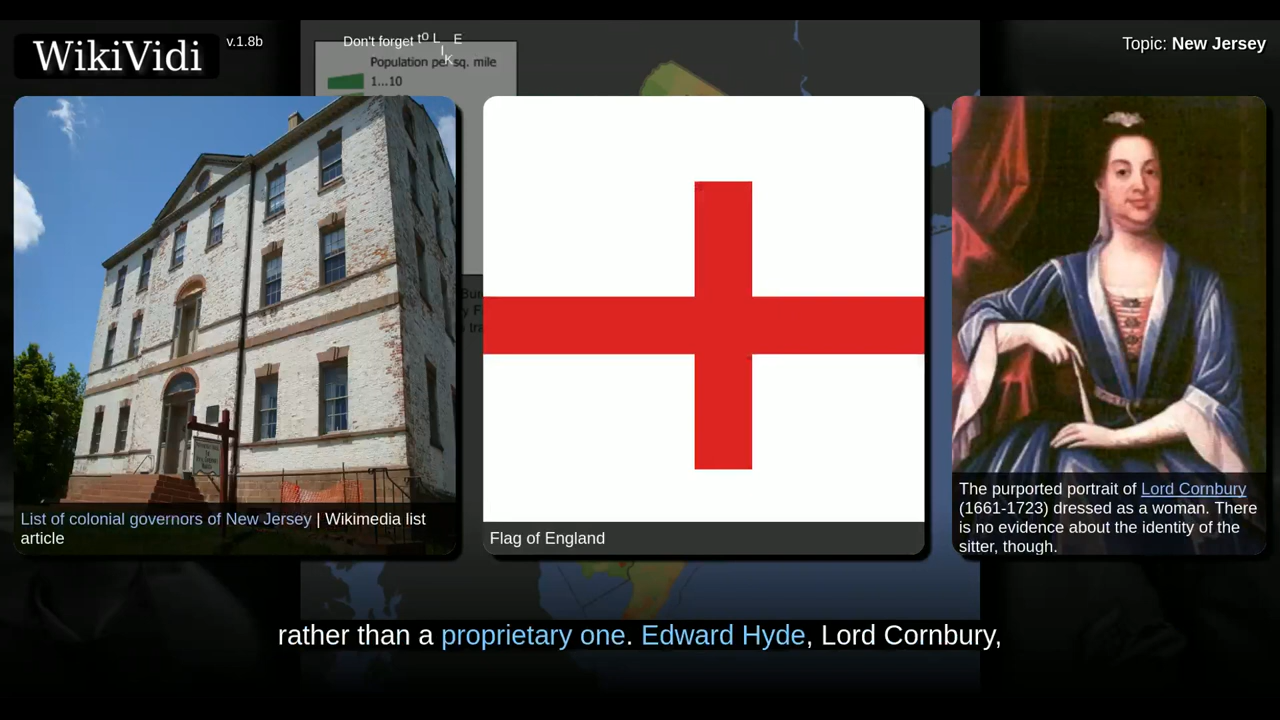 WikiVidi
v.1.8b
Don't forget to LIKE
Topic: New Jersey
Population per sq. mile
1...10
List of colonial governors of New Jersey | Wikimedia list
article
Flag of England
The purported portrait of Lord Cornbury
(1661-1723) dressed as a woman. There
is no evidence about the identity of the
sitter, though.
rather than a proprietary one. Edward Hyde, Lord Cornbury,